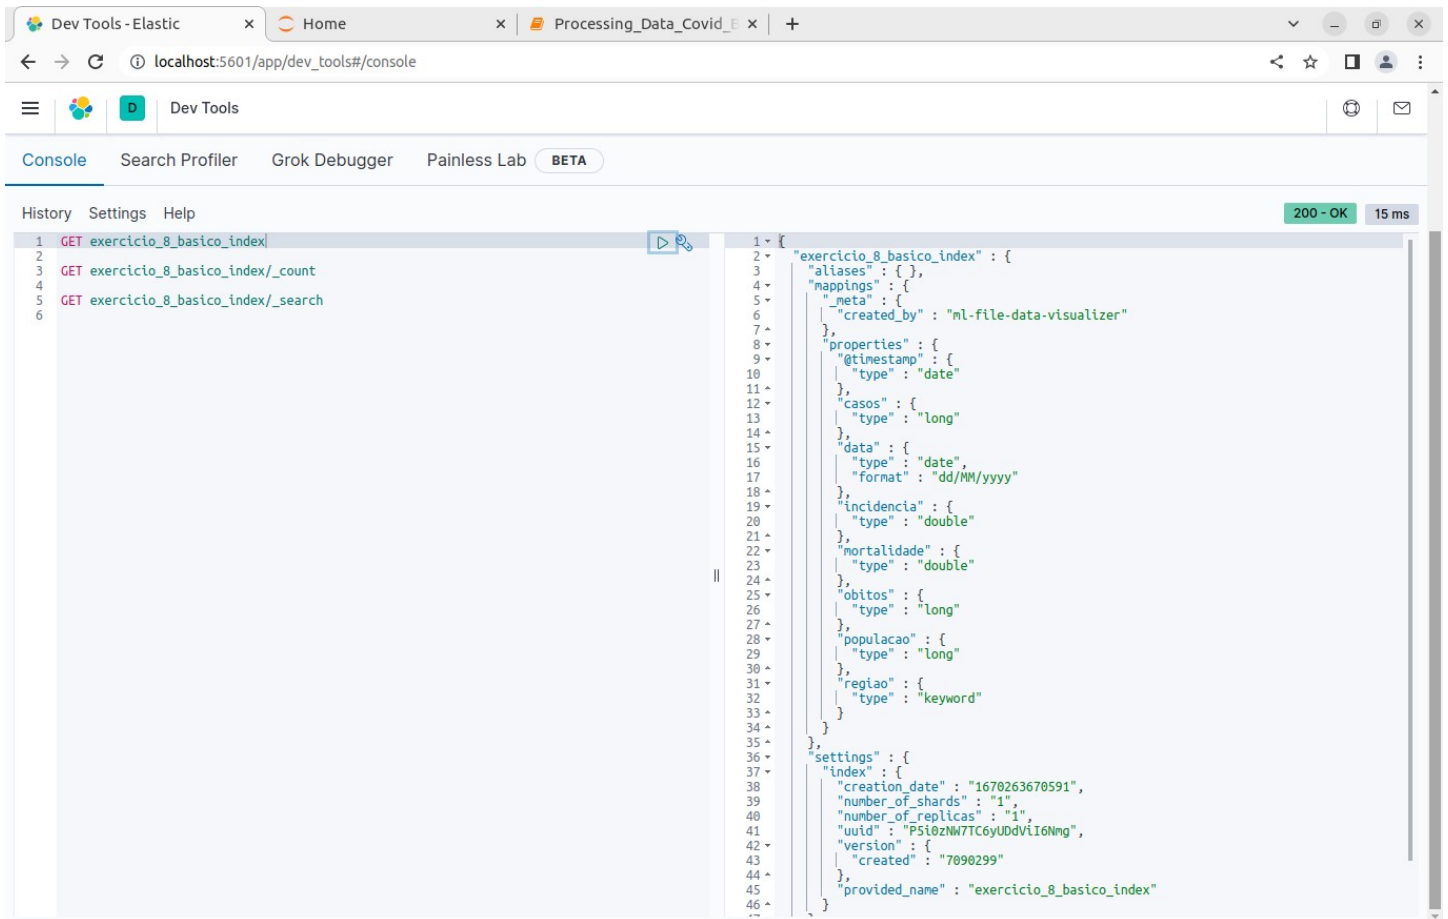 Dev Tools - Elastic
Home
Processing_Data_Covid_
localhost:5601/app/dev_tools#/console
D
Dev Tools
Console Search Profiler Grok Debugger Painless Lab BETA
History Settings Help
200 - OK 15 ms
1 GET exercicio_8_basico_index
2
3 GET exercicio_8_basico_index/_count
4
5 GET exercicio_8_basico_index/_search
6
1 {
2 "exercicio_8_basico_index" : {
3 "aliases" : { },
4 "mappings" : {
5 "_meta" : {
6 "created_by" : "ml-file-data-visualizer"
7 },
8 "properties" : {
9 "@timestamp" : {
10 "type" : "date"
11 },
12 "casos" : {
13 "type" : "long"
14 },
15 "data" : {
16 "type" : "date",
17 "format" : "dd/MM/yyyy"
18 },
19 "incidencia" : {
20 "type" : "double"
21 },
22 "mortalidade" : {
23 "type" : "double"
24 },
25 "obitos" : {
26 "type" : "long"
27 },
28 "populacao" : {
29 "type" : "long"
30 },
31 "regiao" : {
32 "type" : "keyword"
33 }
34 }
35 },
36 "settings" : {
37 "index" : {
38 "creation_date" : "1670263670591",
39 "number_of_shards" : "1",
40 "number_of_replicas" : "1",
41 "uuid" : "P5i0zNW7TC6yUDdViI6Nmg",
42 "version" : {
43 "created" : "7090299"
44 },
45 "provided_name" : "exercicio_8_basico_index"
46 }